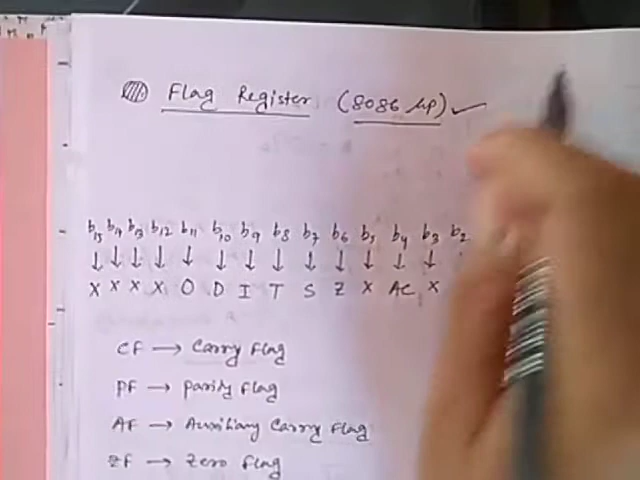 Flag Register (8086 µP) ✓
b15 b14 b13 b12 b11 b10 b9 b8 b7 b6 b5 b4 b3 b2
↓ ↓ ↓ ↓ ↓ ↓ ↓ ↓ ↓ ↓ ↓ ↓ ↓
X X X X O D I T S Z X AC X
CF → Carry Flag
PF → Parity Flag
AF → Auxiliary Carry Flag
ZF → Zero Flag